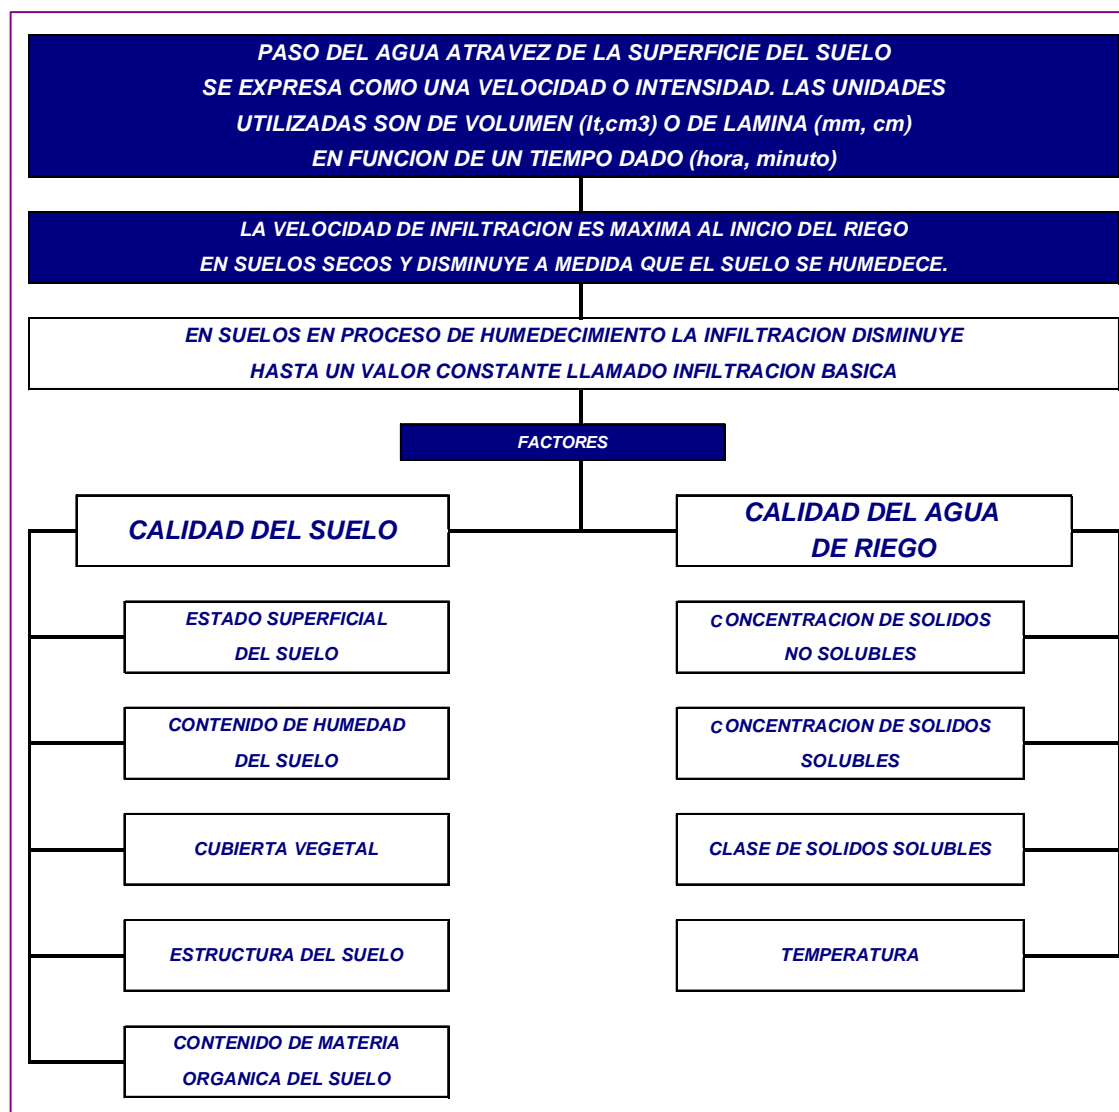 PASO DEL AGUA ATRAVEZ DE LA SUPERFICIE DEL SUELO
SE EXPRESA COMO UNA VELOCIDAD O INTENSIDAD. LAS UNIDADES
UTILIZADAS SON DE VOLUMEN (lt,cm3) O DE LAMINA (mm, cm)
EN FUNCION DE UN TIEMPO DADO (hora, minuto)
LA VELOCIDAD DE INFILTRACION ES MAXIMA AL INICIO DEL RIEGO
EN SUELOS SECOS Y DISMINUYE A MEDIDA QUE EL SUELO SE HUMEDECE.
EN SUELOS EN PROCESO DE HUMEDECIMIENTO LA INFILTRACION DISMINUYE
HASTA UN VALOR CONSTANTE LLAMADO INFILTRACION BASICA
FACTORES
CALIDAD DEL SUELO
ESTADO SUPERFICIAL
DEL SUELO
CONTENIDO DE HUMEDAD
DEL SUELO
CUBIERTA VEGETAL
ESTRUCTURA DEL SUELO
CONTENIDO DE MATERIA
ORGANICA DEL SUELO
CALIDAD DEL AGUA
DE RIEGO
CONCENTRACION DE SOLIDOS
NO SOLUBLES
CONCENTRACION DE SOLIDOS
SOLUBLES
CLASE DE SOLIDOS SOLUBLES
TEMPERATURA